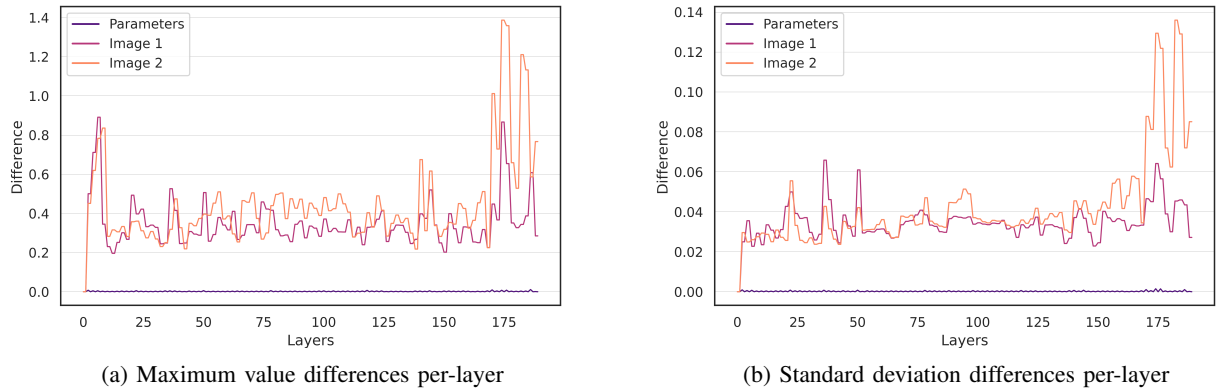 Parameters
Image 1
Image 2
Difference
1.4
1.2
1.0
0.8
0.6
0.4
0.2
0.0
0 25 50 75 100 125 150 175
Layers
(a) Maximum value differences per-layer
Parameters
Image 1
Image 2
Difference
0.14
0.12
0.10
0.08
0.06
0.04
0.02
0.00
0 25 50 75 100 125 150 175
Layers
(b) Standard deviation differences per-layer